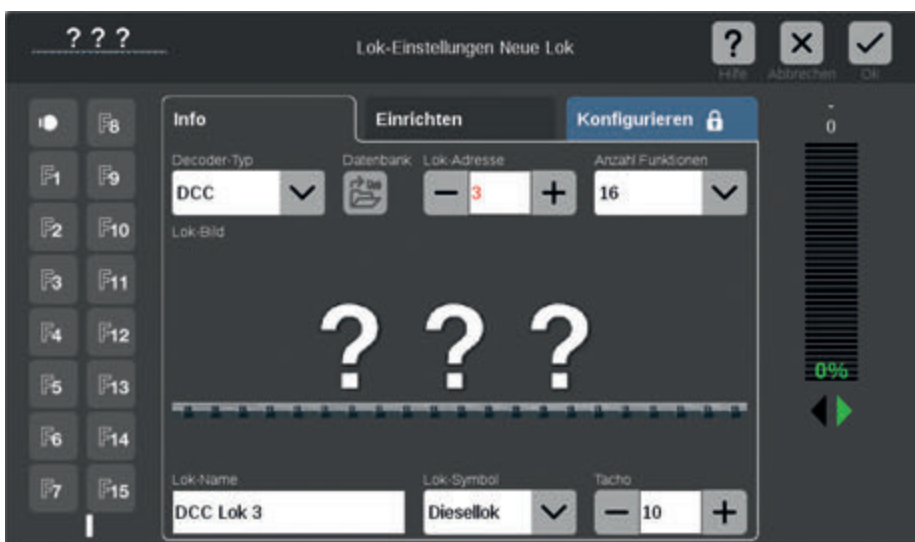 ? ? ?
Lok-Einstellungen Neue Lok
?
Hilfe
Abbrechen
Ok
F8
F1
F9
F2
F10
F3
F11
F4
F12
F5
F13
F6
F14
F7
F15
Info
Einrichten
Konfigurieren
Decoder-Typ
Datenbank
Lok-Adresse
Anzahl Funktionen
DCC
3
16
Lok-Bild
? ? ?
Lok-Name
Lok-Symbol
Tacho
DCC Lok 3
Diesellok
10
-
0
0%